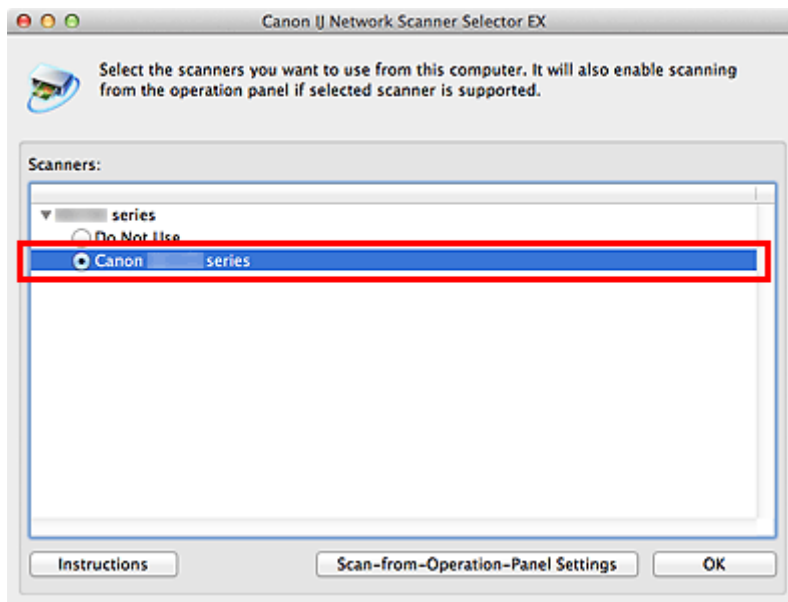 Canon IJ Network Scanner Selector EX
Select the scanners you want to use from this computer. It will also enable scanning
from the operation panel if selected scanner is supported.
Scanners:
series
Do Not Use
Canon series
Instructions
Scan-from-Operation-Panel Settings
OK